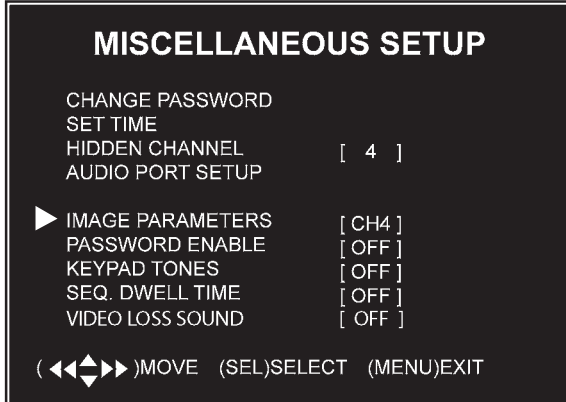 MISCELLANEOUS SETUP
CHANGE PASSWORD
SET TIME
HIDDEN CHANNEL [ 4 ]
AUDIO PORT SETUP
IMAGE PARAMETERS [ CH4 ]
PASSWORD ENABLE [ OFF ]
KEYPAD TONES [ OFF ]
SEQ. DWELL TIME [ OFF ]
VIDEO LOSS SOUND [ OFF ]
( ◀◀▲▼▶▶ )MOVE (SEL)SELECT (MENU)EXIT